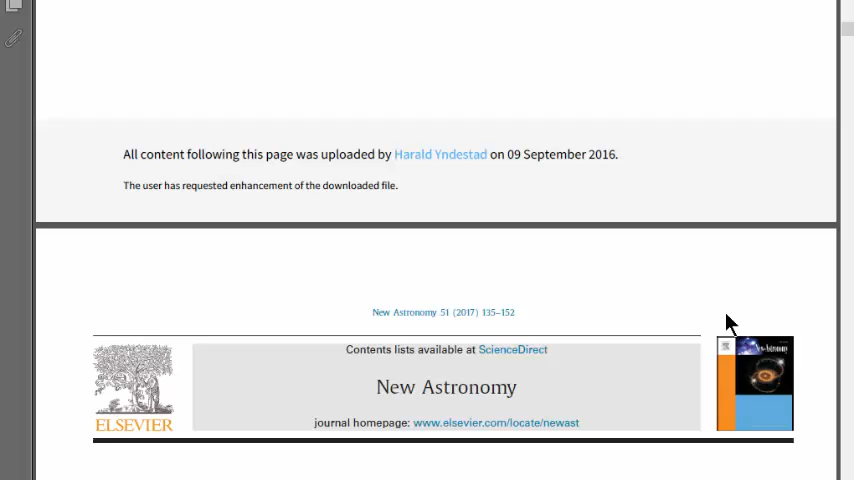 All content following this page was uploaded by Harald Yndestad on 09 September 2016.
The user has requested enhancement of the downloaded file.
New Astronomy 51 (2017) 135–152
Contents lists available at ScienceDirect
New Astronomy
journal homepage: www.elsevier.com/locate/newast
ELSEVIER